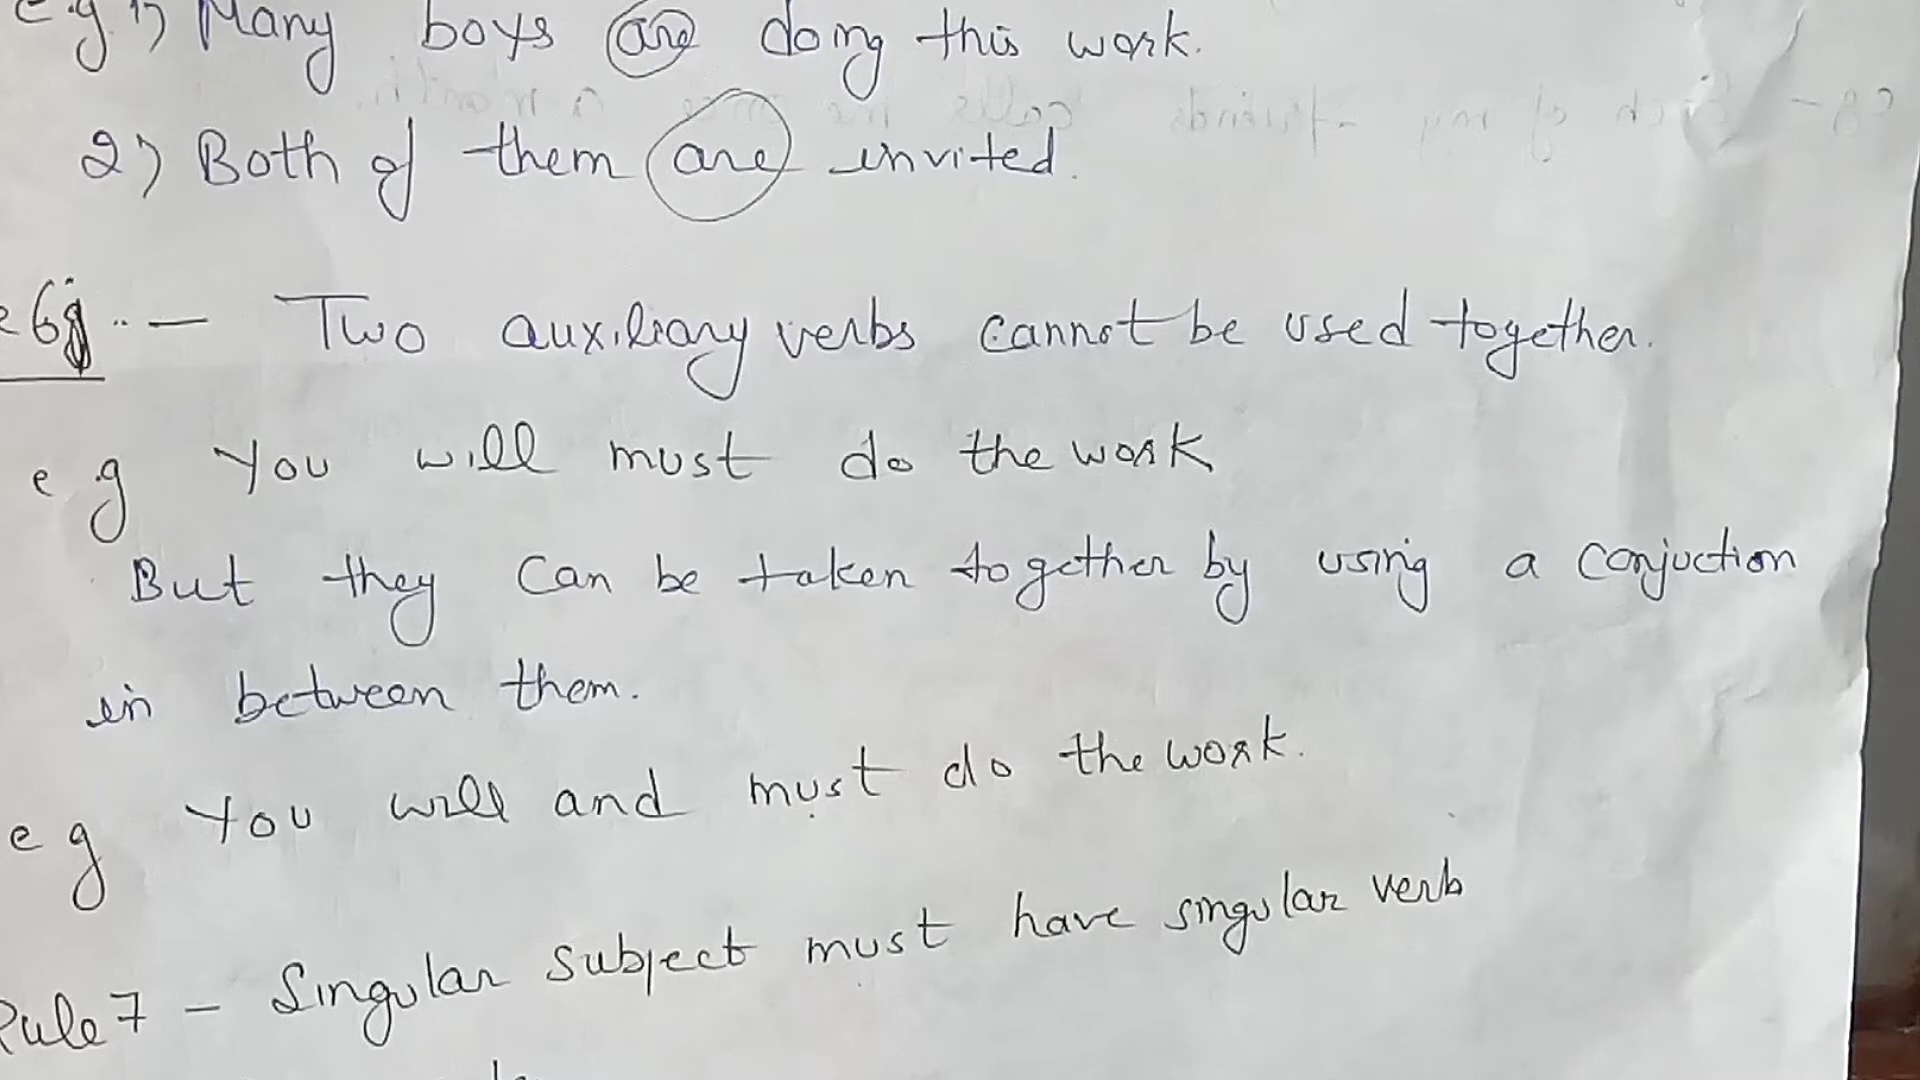 e.g 1) Many boys are doing this work.
2) Both of them are invited.
e 6 :- Two auxiliary verbs cannot be used together.
e g You will must do the work
But they can be taken together by using a conjuction
in between them.
e g You will and must do the work.
Rule 7 - Singular subject must have singular verb